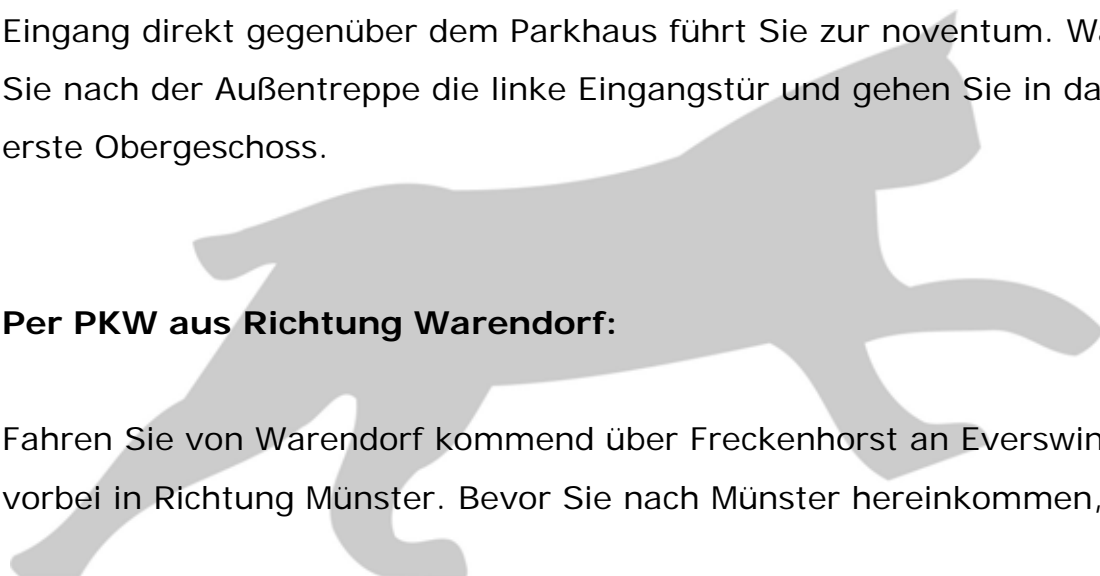 Eingang direkt gegenüber dem Parkhaus führt Sie zur noventum.
Sie nach der Außentreppe die linke Eingangstür und gehen Sie in
erste Obergeschoss.
Per PKW aus Richtung Warendorf:
Fahren Sie von Warendorf kommend über Freckenhorst an
vorbei in Richtung Münster. Bevor Sie nach Münster hereinkommen,